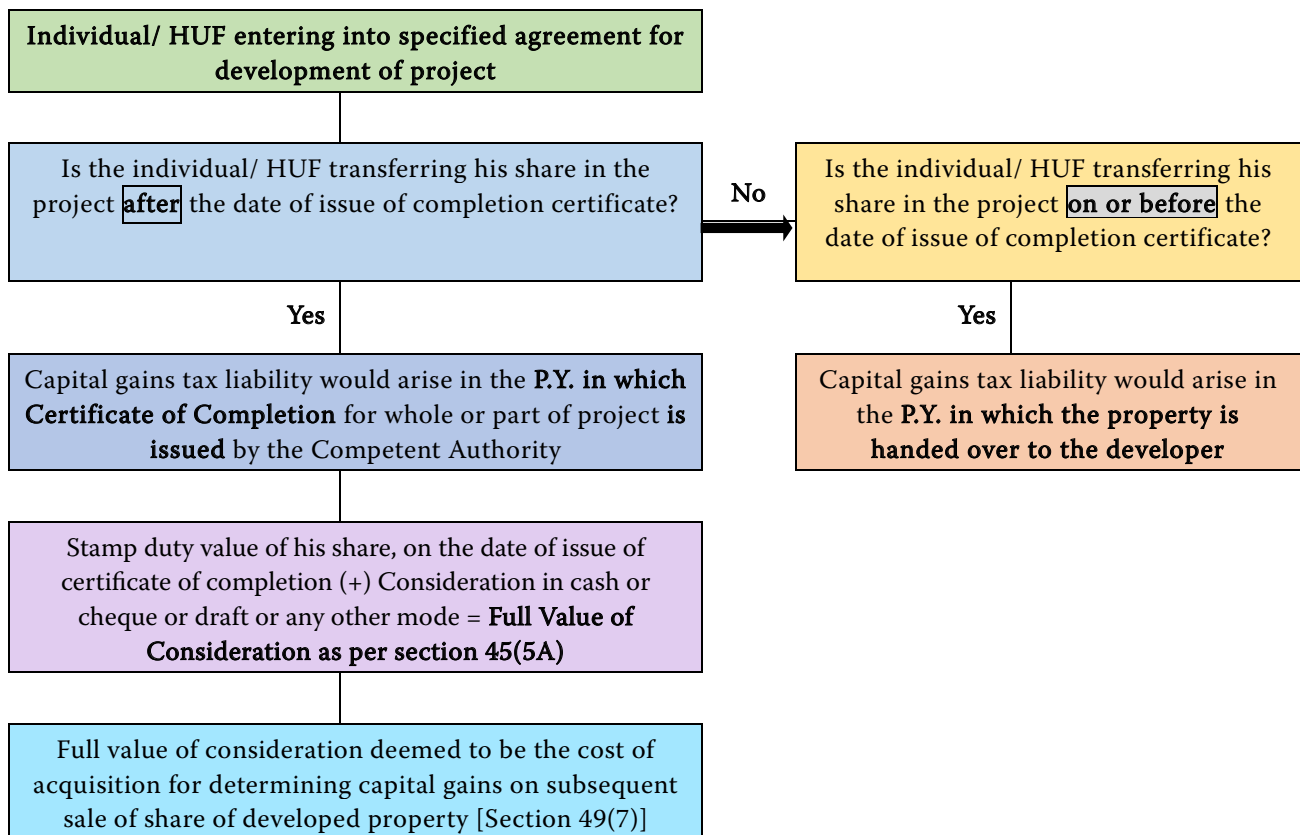 Individual/ HUF entering into specified agreement for
development of project
Is the individual/ HUF transferring his share in the
project after the date of issue of completion certificate?
No
Is the individual/ HUF transferring his
share in the project on or before the
date of issue of completion certificate?
Yes
Yes
Capital gains tax liability would arise in the P.Y. in which
Certificate of Completion for whole or part of project is
issued by the Competent Authority
Capital gains tax liability would arise in
the P.Y. in which the property is
handed over to the developer
Stamp duty value of his share, on the date of issue of
certificate of completion (+) Consideration in cash or
cheque or draft or any other mode = Full Value of
Consideration as per section 45(5A)
Full value of consideration deemed to be the cost of
acquisition for determining capital gains on subsequent
sale of share of developed property [Section 49(7)]